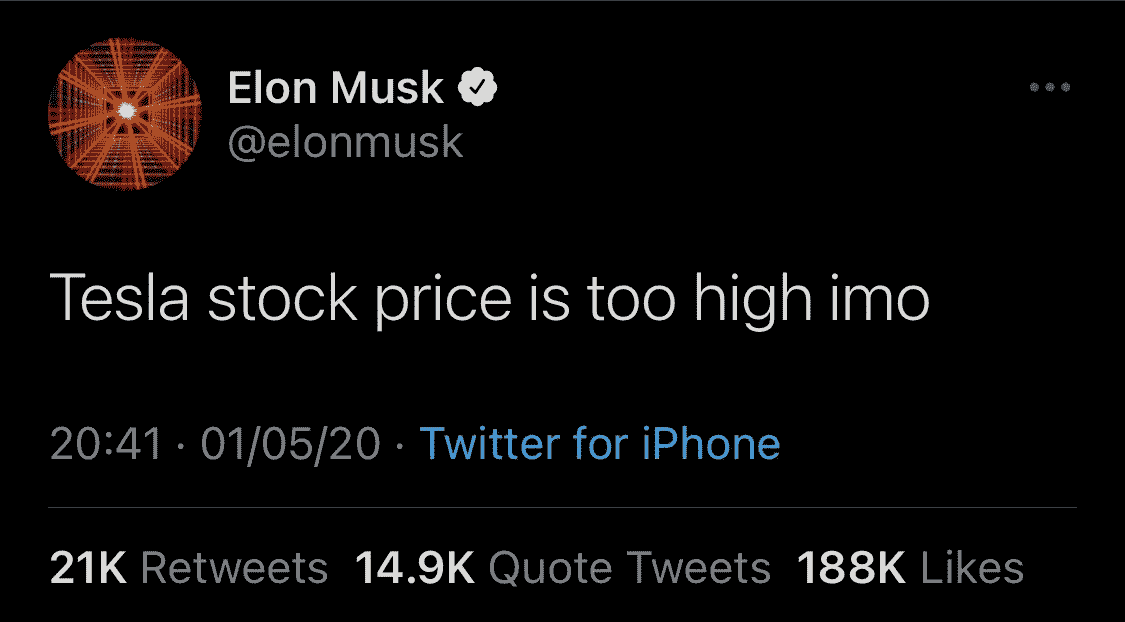 Elon Musk
@elonmusk
Tesla stock price is too high imo
20:41 · 01/05/20 · Twitter for iPhone
21K Retweets 14.9K Quote Tweets 188K Likes